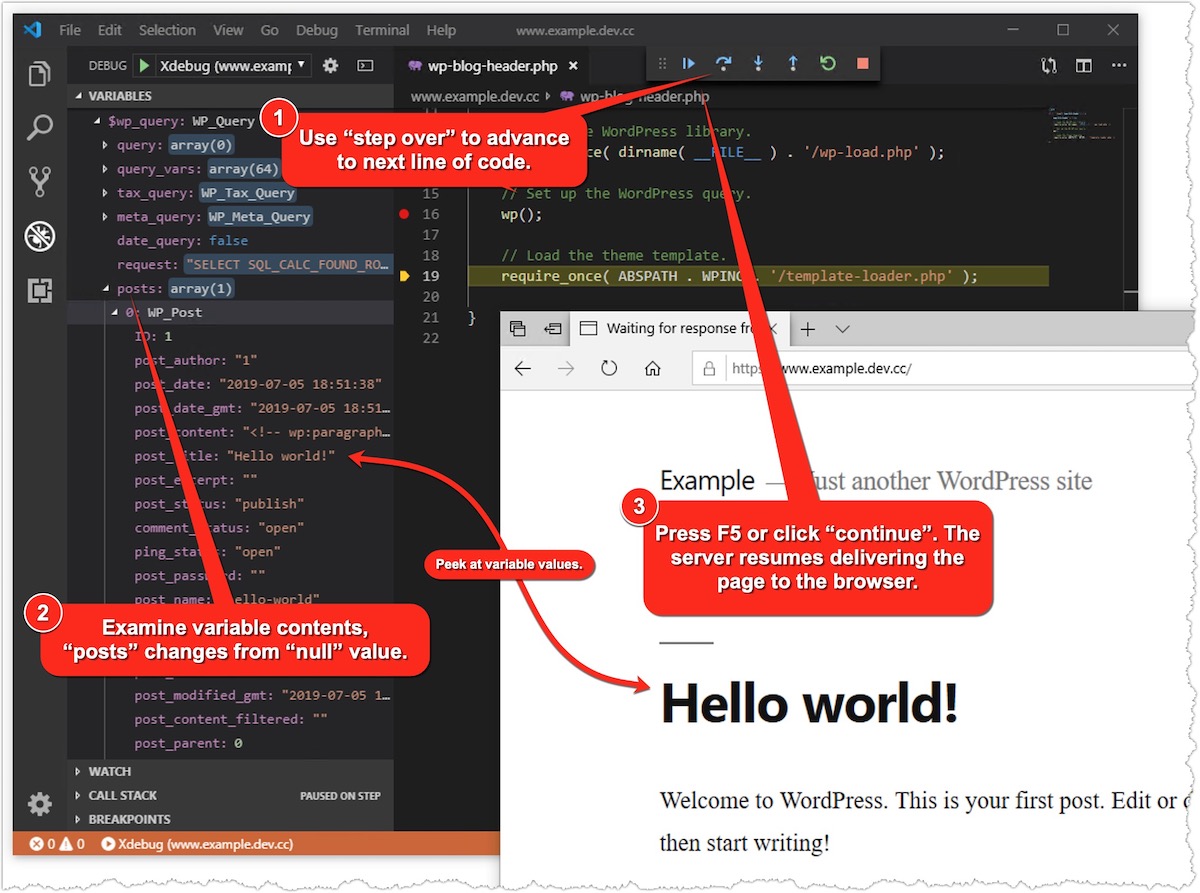 File Edit Selection View Go Debug Terminal Help www.example.dev.cc
DEBUG Xdebug (www.examp
wp-blog-header.php
VARIABLES
www.example.dev.cc wp-blog-header.php
$wp_query: WP_Query
query: array(0)
query_vars: array(64)
tax_query: WP_Tax_Query
meta_query: WP_Meta_Query
date_query: false
request: "SELECT SQL_CALC_FOUND_RO...
posts: array(1)
0: WP_Post
ID: 1
post_author: "1"
post_date: "2019-07-05 18:51:38"
post_date_gmt: "2019-07-05 18:51...
post_content: "<!-- wp:paragraph...
post_title: "Hello world!"
post_excerpt: ""
post_status: "publish"
comment_status: "open"
ping_status: "open"
post_password: ""
post_name: "hello-world"
post_modified_gmt: "2019-07-05 1...
post_content_filtered: ""
post_parent: 0
WATCH
CALL STACK PAUSED ON STEP
BREAKPOINTS
0 0 Xdebug (www.example.dev.cc)
1
Use “step over” to advance
to next line of code.
WordPress library.
( dirname( __FILE__ ) . '/wp-load.php' );
15 // Set up the WordPress query.
16 wp();
17
18 // Load the theme template.
19 require_once( ABSPATH . WPINC . '/template-loader.php' );
20
21 }
22
2
Examine variable contents,
“posts” changes from “null” value.
Peek at variable values.
Waiting for response fro
https www.example.dev.cc/
Example — Just another WordPress site
3
Press F5 or click “continue”. The
server resumes delivering the
page to the browser.
Hello world!
Welcome to WordPress. This is your first post. Edit or
then start writing!